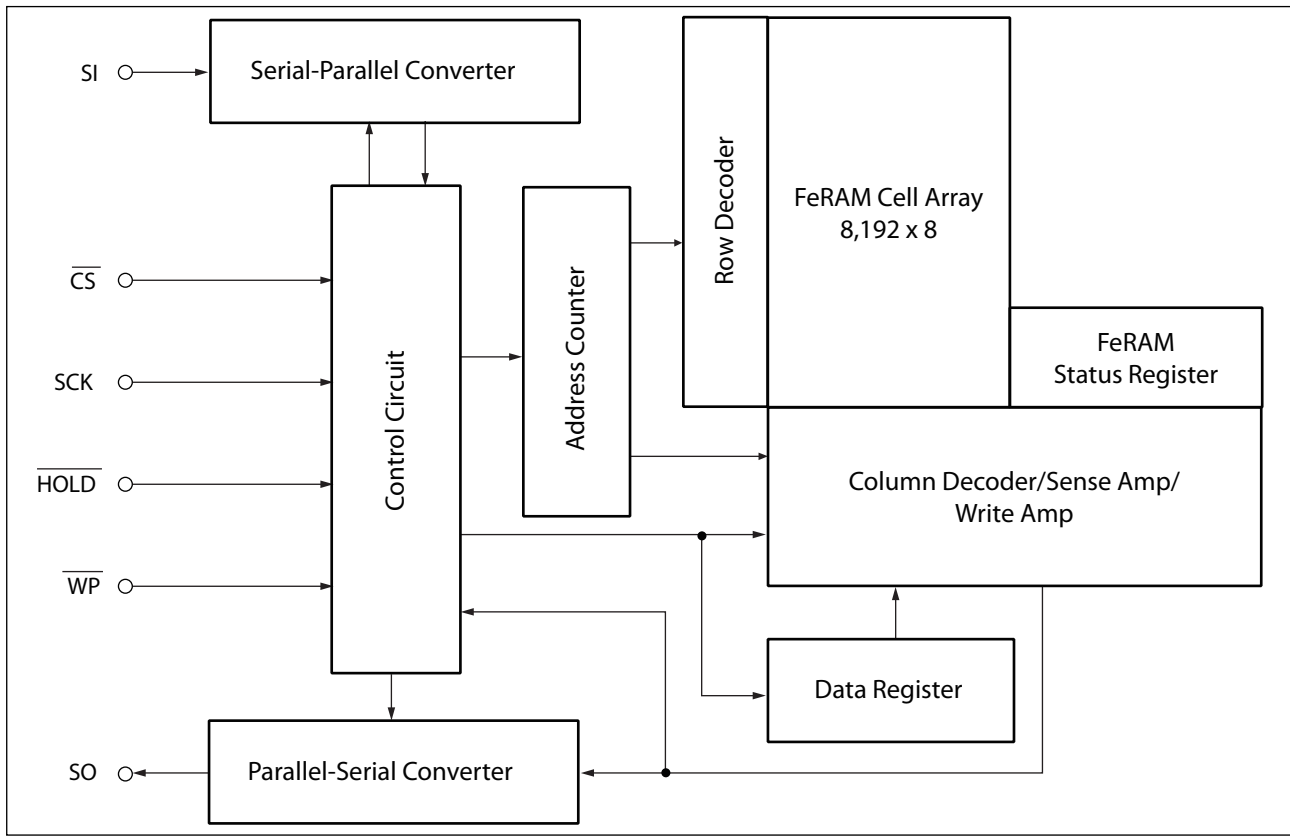 SI
Serial-Parallel Converter
CS
SCK
HOLD
WP
SO
Control Circuit
Address Counter
Row Decoder
FeRAM Cell Array
8,192 x 8
FeRAM
Status Register
Column Decoder/Sense Amp/
Write Amp
Data Register
Parallel-Serial Converter